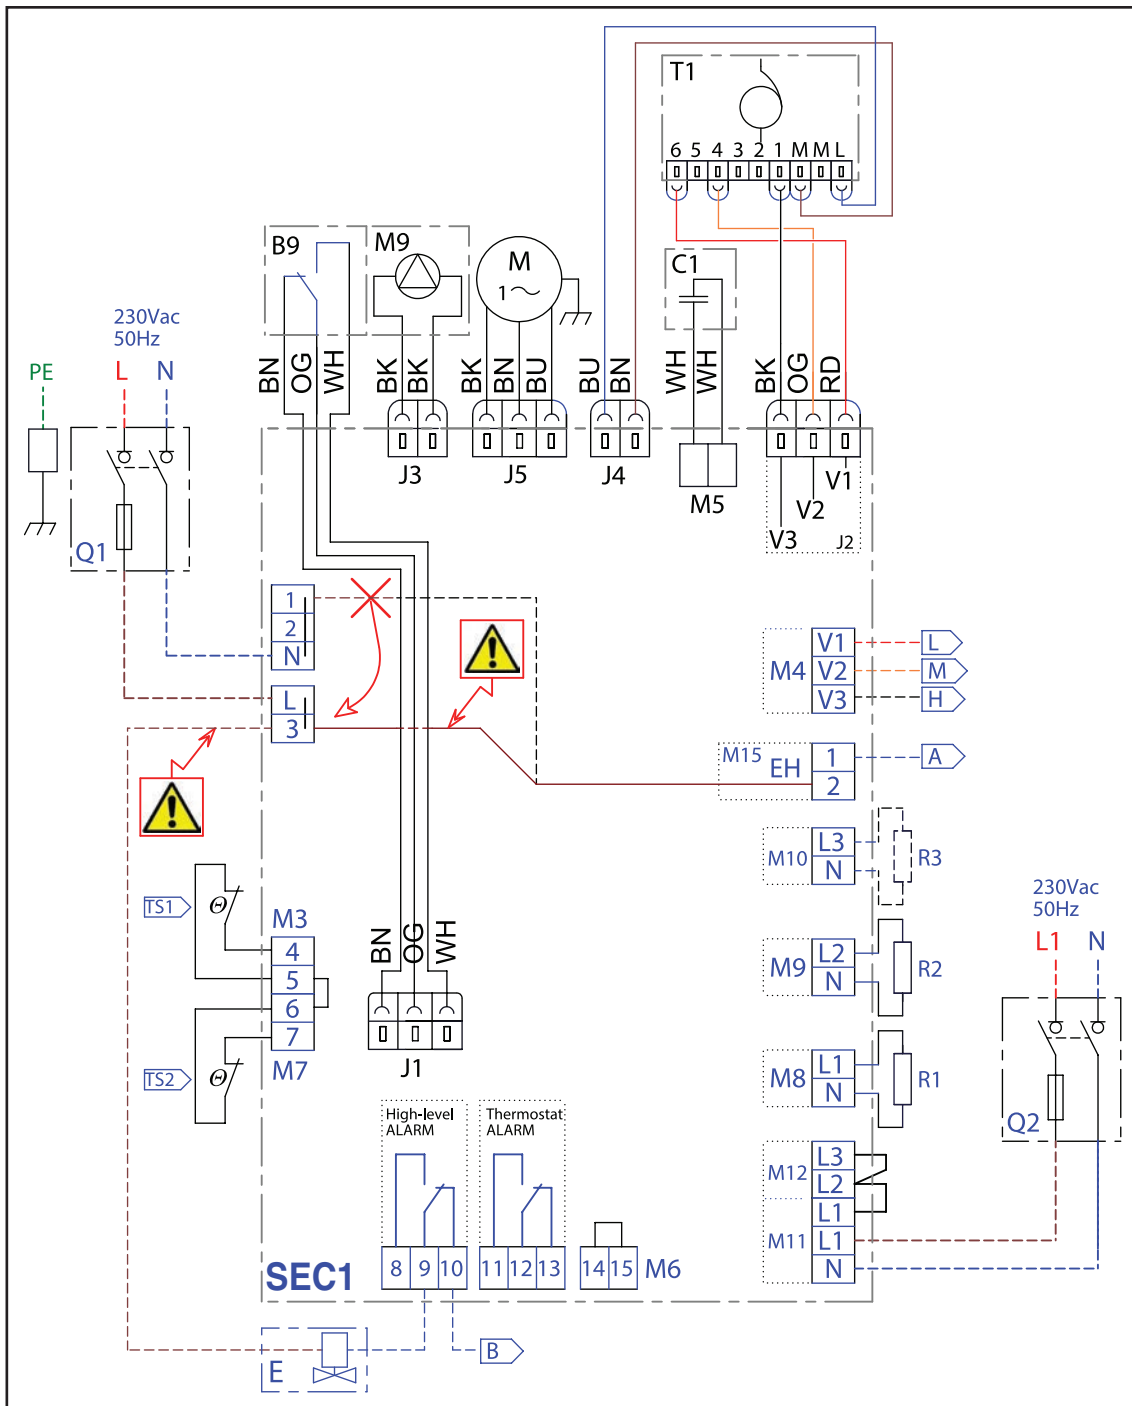 T1
6 5 4 3 2 1 M M L
B9
M9
M
1~
C1
230Vac
50Hz
PE
L
N
BN
OG
WH
BK
BK
BK
BN
BU
BU
BN
WH
WH
BK
OG
RD
J3
J5
J4
M5
V1
V2
V3
J2
Q1
1
2
N
L
3
M4
V1
V2
V3
L
M
H
M15
EH
1
2
A
M10
L3
N
R3
TS1
Θ
M3
4
5
6
7
M7
TS2
Θ
BN
OG
WH
J1
M9
L2
N
R2
M8
L1
N
R1
230Vac
50Hz
L1
N
Q2
High-level
ALARM
Thermostat
ALARM
M12
L3
L2
M11
L1
L1
N
8 9 10
11 12 13
14 15
M6
SEC1
E
B